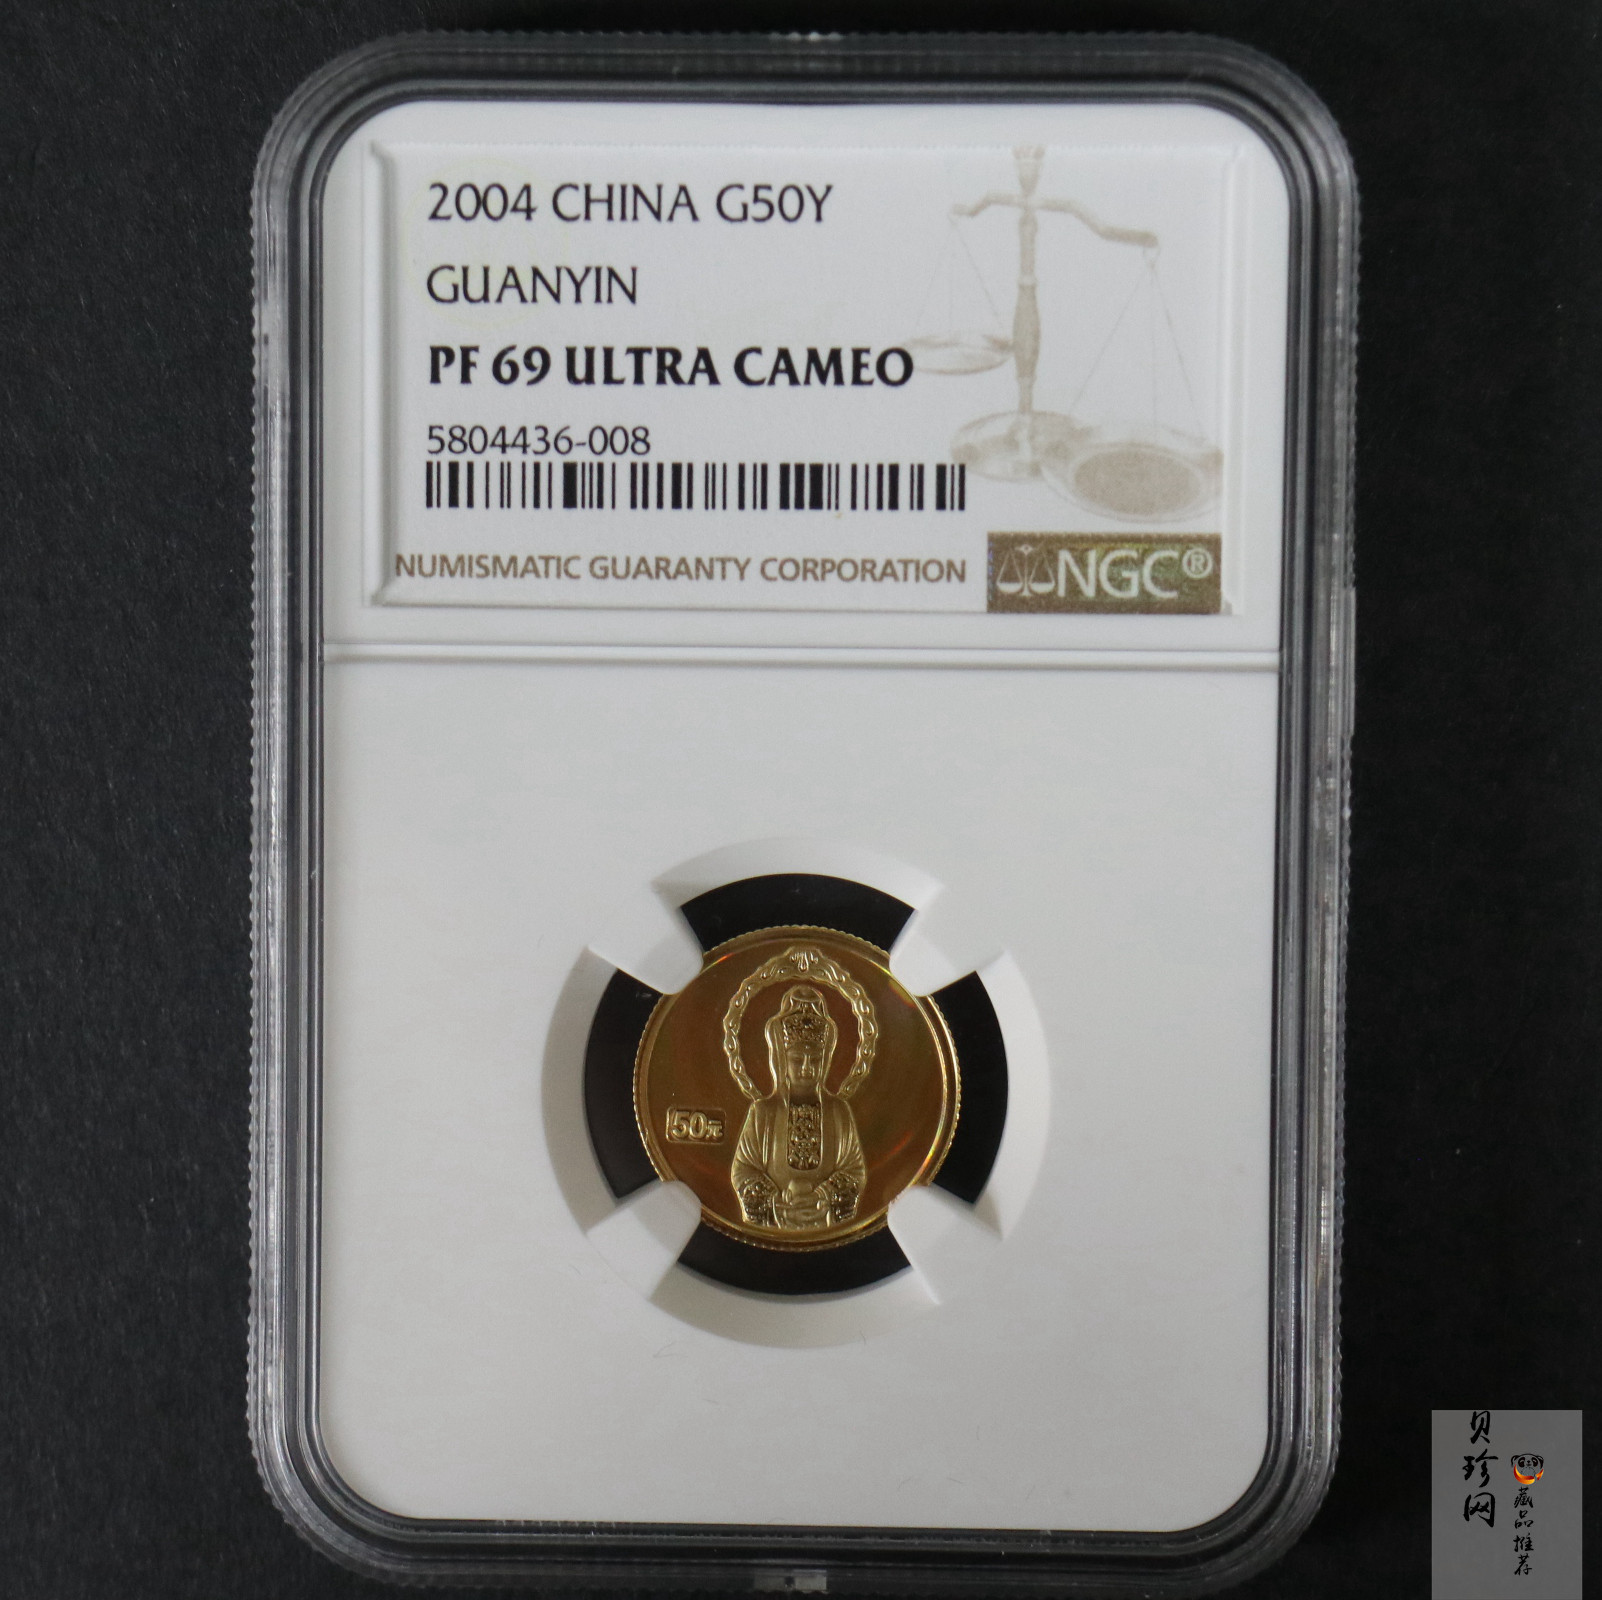 2004 CHINA G50Y
GUANYIN
PF 69 ULTRA CAMEO
5804436-008
NUMISMATIC GUARANTY CORPORATION
NGC®
50元
贝珍网
藏品推荐